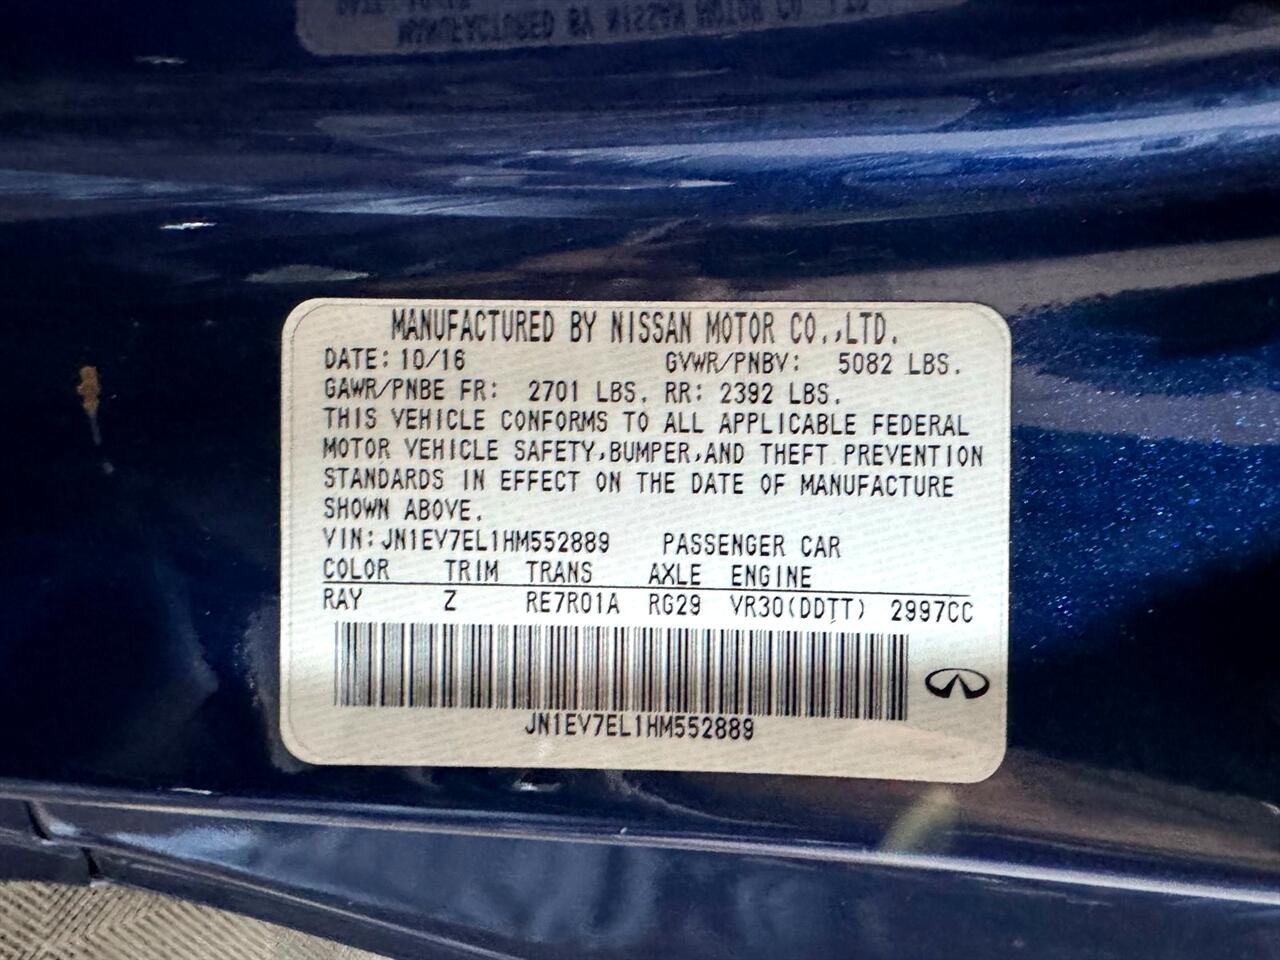 MANUFACTURED BY NISSAN MOTOR CO.,LTD.
DATE: 10/16 GVWR/PNBV: 5082 LBS.
GAWR/PNBE FR: 2701 LBS. RR: 2392 LBS.
THIS VEHICLE CONFORMS TO ALL APPLICABLE FEDERAL
MOTOR VEHICLE SAFETY,BUMPER,AND THEFT PREVENTION
STANDARDS IN EFFECT ON THE DATE OF MANUFACTURE
SHOWN ABOVE.
VIN: JN1EV7EL1HM552889 PASSENGER CAR
COLOR TRIM TRANS AXLE ENGINE
RAY Z RE7R01A RG29 VR30(DDTT) 2997CC
JN1EV7EL1HM552889